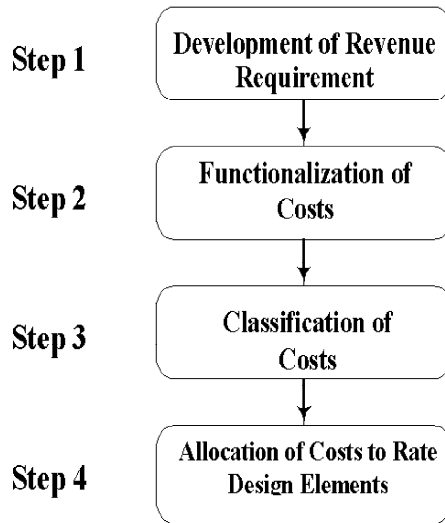 Step 1
Development of Revenue
Requirement
Step 2
Functionalization of
Costs
Step 3
Classification of
Costs
Step 4
Allocation of Costs to Rate
Design Elements